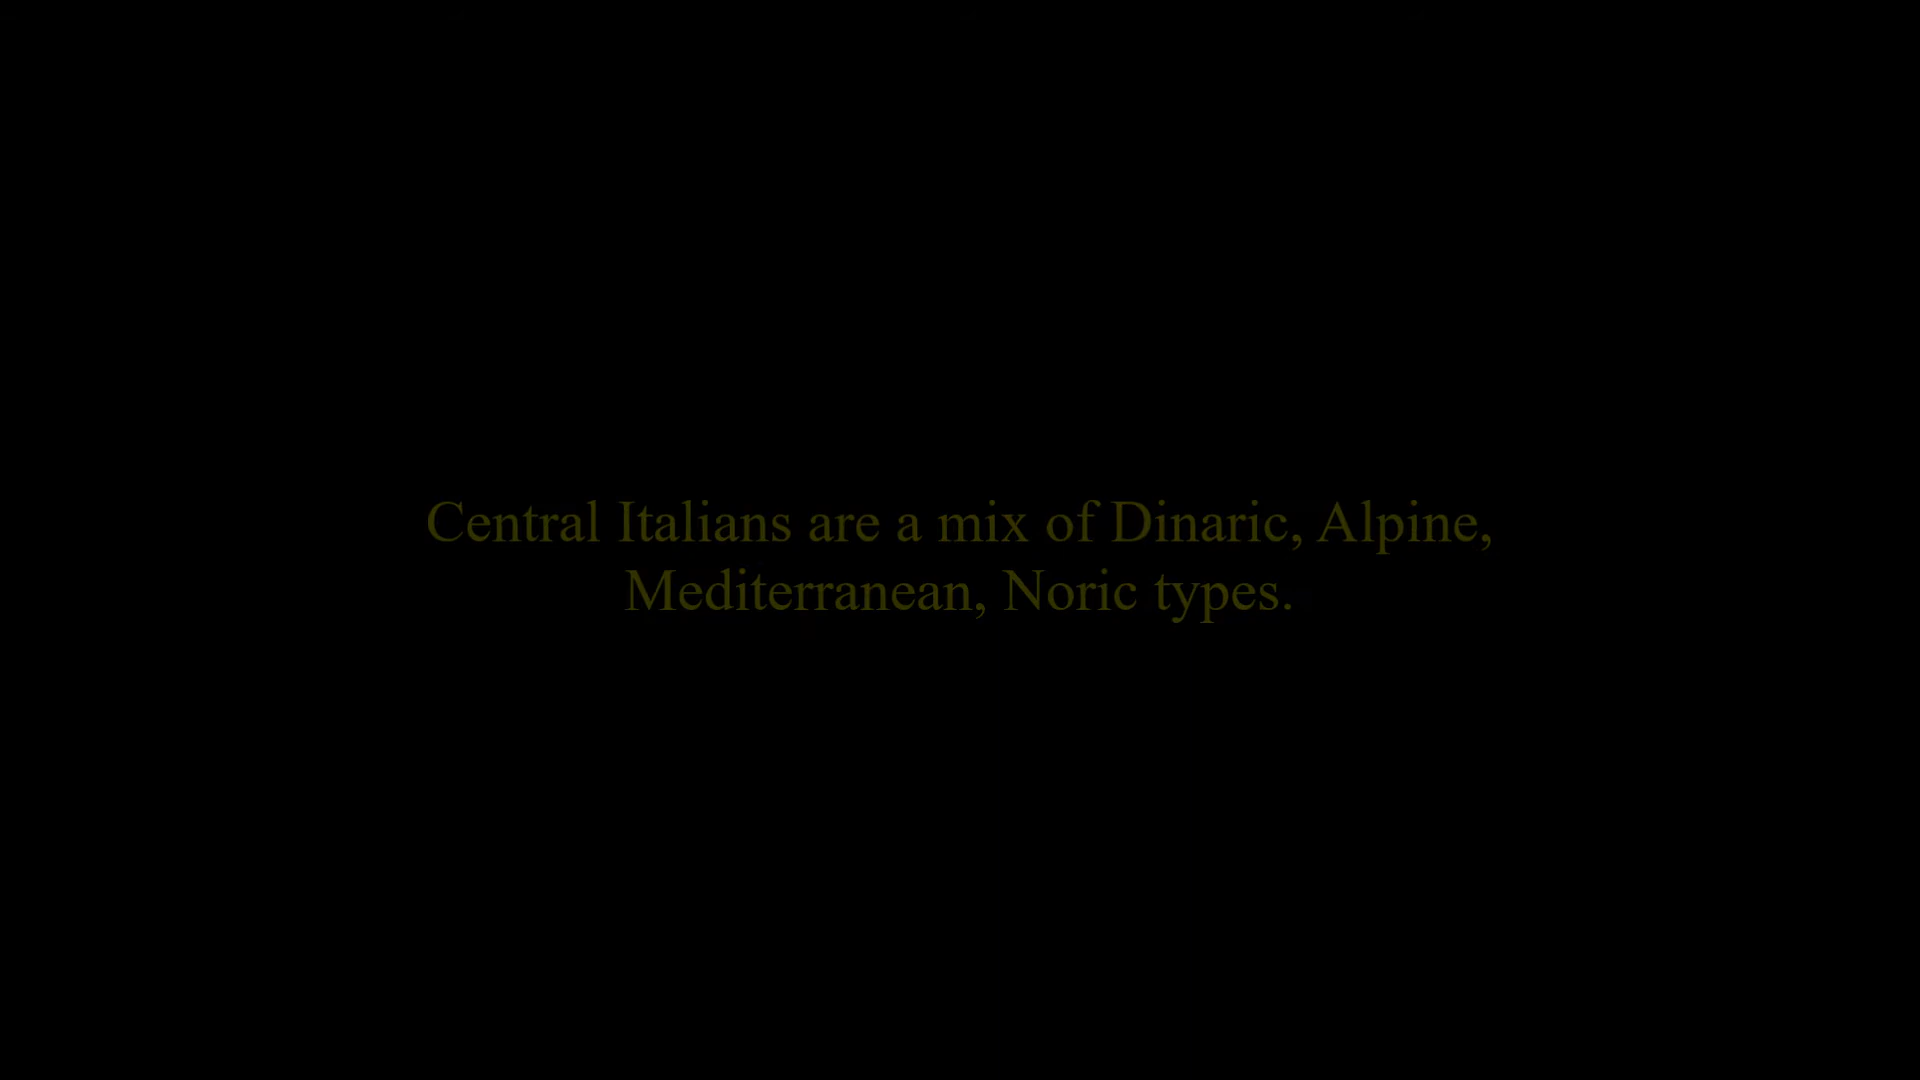 Central Italians are a mix of Dinaric, Alpine,
Mediterranean, Noric types.